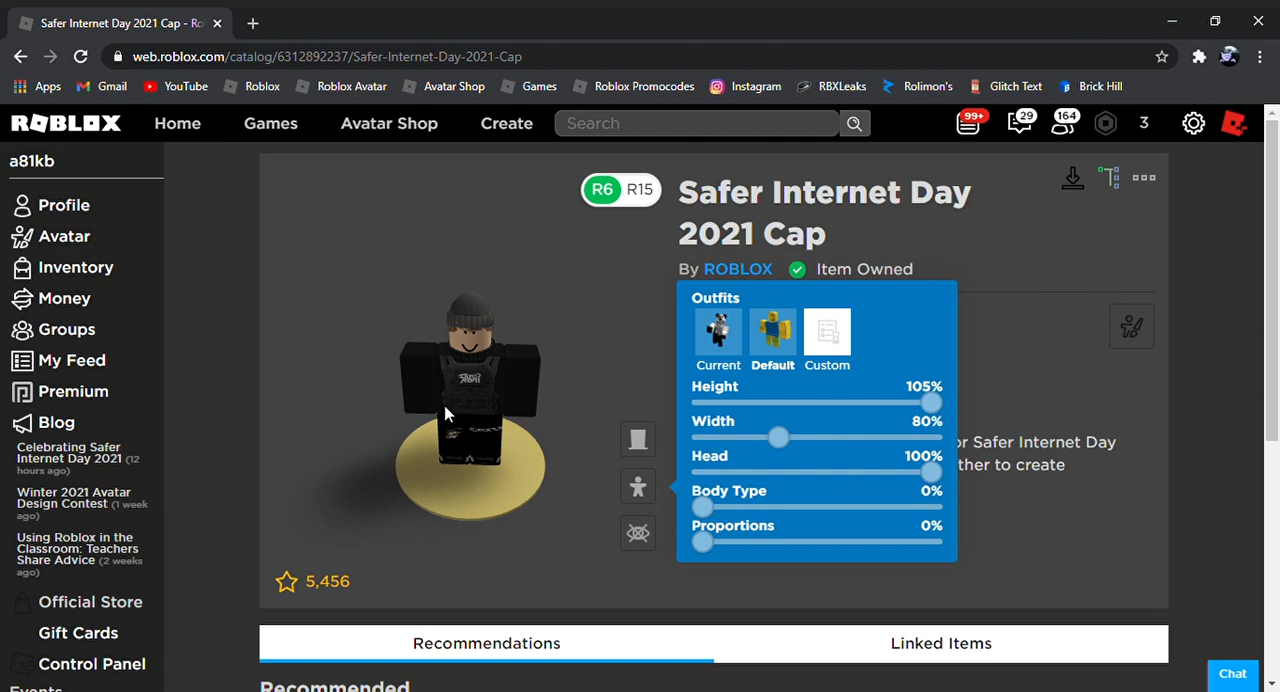 Safer Internet Day 2021 Cap - Ro
web.roblox.com/catalog/6312892237/Safer-Internet-Day-2021-Cap
Apps Gmail YouTube Roblox Roblox Avatar Avatar Shop Games Roblox Promocodes Instagram RBXLeaks Rolimon's Glitch Text Brick Hill
ROBLOX Home Games Avatar Shop Create Search 99+ 29 164 3
a81kb
Profile
Avatar
Inventory
Money
Groups
My Feed
Premium
Blog
Celebrating Safer
Internet Day 2021 (12
hours ago)
Winter 2021 Avatar
Design Contest (1 week
ago)
Using Roblox in the
Classroom: Teachers
Share Advice (2 weeks
ago)
Official Store
Gift Cards
Control Panel
Events
R6 R15
Safer Internet Day
2021 Cap
By ROBLOX Item Owned
Outfits
Current Default Custom
Height 105%
Width 80%
Head 100%
Body Type 0%
Proportions 0%
or Safer Internet Day
ther to create
5,456
Recommendations Linked Items
Recommended
Chat